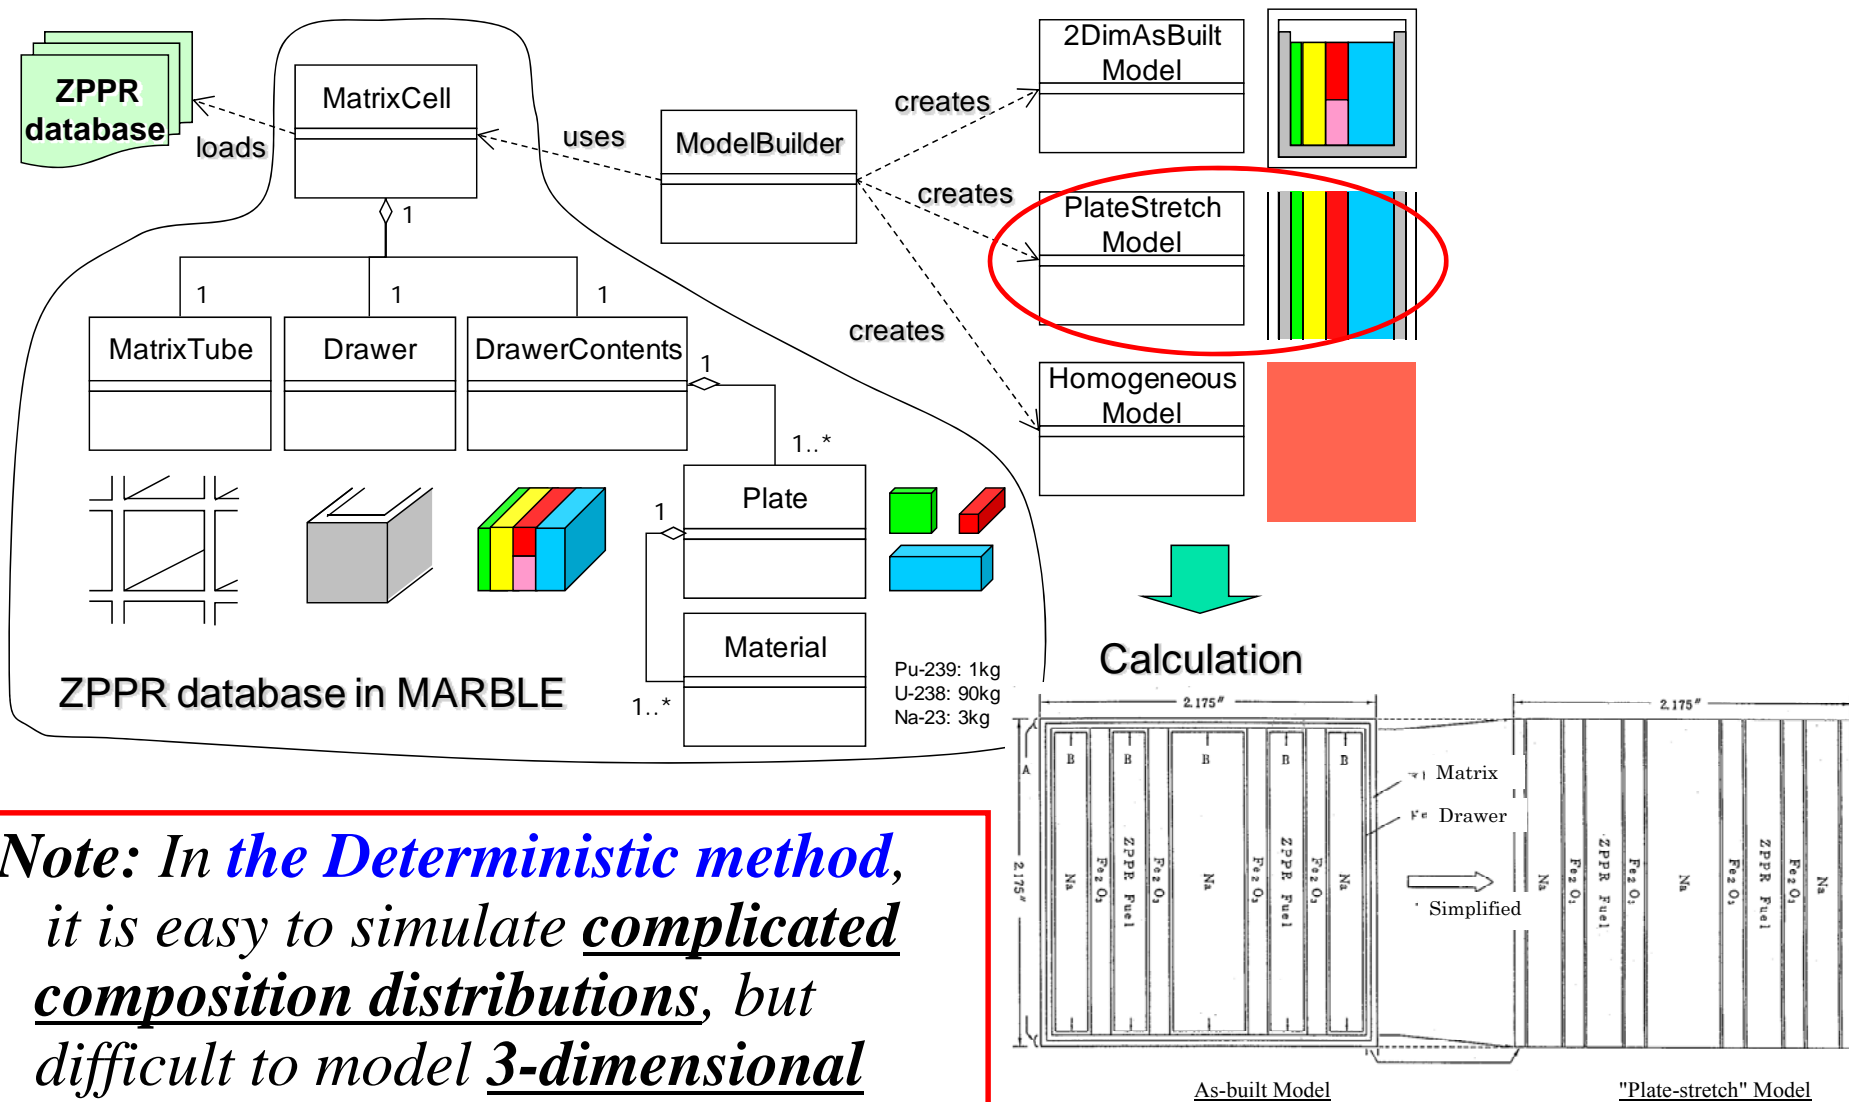 ZPPR
database
loads
MatrixCell
uses
ModelBuilder
creates
creates
creates
2DimAsBuilt
Model
PlateStretch
Model
Homogeneous
Model
1
1
1
1
MatrixTube
Drawer
DrawerContents
1
1..*
Plate
1
Material
1..*
Pu-239: 1kg
U-238: 90kg
Na-23: 3kg
ZPPR database in MARBLE
Calculation
2.175"
2.175"
2.175"
A
B
B
B
B
B
Na
Fe2O3
ZPPR Fuel
Fe2O3
Na
Fe2O3
ZPPR Fuel
Fe2O3
Na
Matrix
Drawer
Simplified
Na
Fe2O3
ZPPR Fuel
Fe2O3
Na
Fe2O3
ZPPR Fuel
Fe2O3
Na
As-built Model
"Plate-stretch" Model
Note: In the Deterministic method,
it is easy to simulate complicated
composition distributions, but
difficult to model 3-dimensional